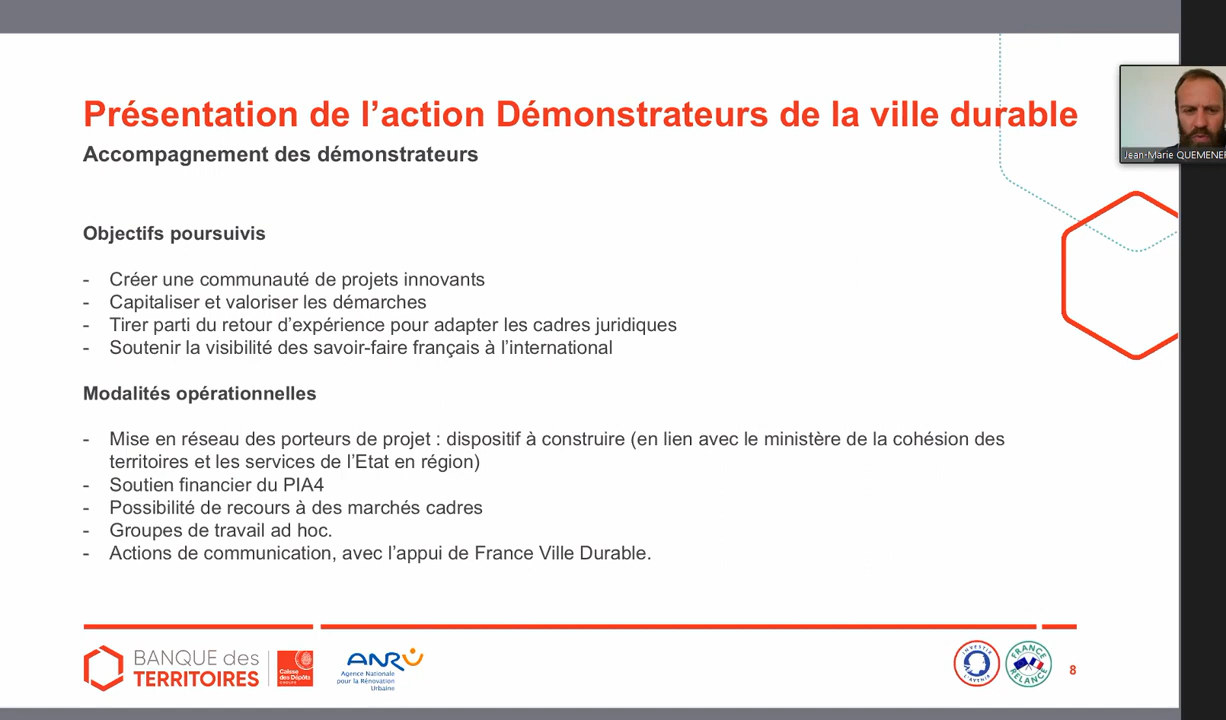 Présentation de l’action Démonstrateurs de la ville durable
Accompagnement des démonstrateurs
Jean-Marie QUEMENER
Objectifs poursuivis
- Créer une communauté de projets innovants
- Capitaliser et valoriser les démarches
- Tirer parti du retour d’expérience pour adapter les cadres juridiques
- Soutenir la visibilité des savoir-faire français à l’international
Modalités opérationnelles
- Mise en réseau des porteurs de projet : dispositif à construire (en lien avec le ministère de la cohésion des
territoires et les services de l’Etat en région)
- Soutien financier du PIA4
- Possibilité de recours à des marchés cadres
- Groupes de travail ad hoc.
- Actions de communication, avec l’appui de France Ville Durable.
BANQUE des
TERRITOIRES
Caisse
des Dépôts
GROUPE
ANRU
Agence Nationale
pour la Rénovation
Urbaine
INVESTIR
L'AVENIR
FRANCE
RELANCE
8